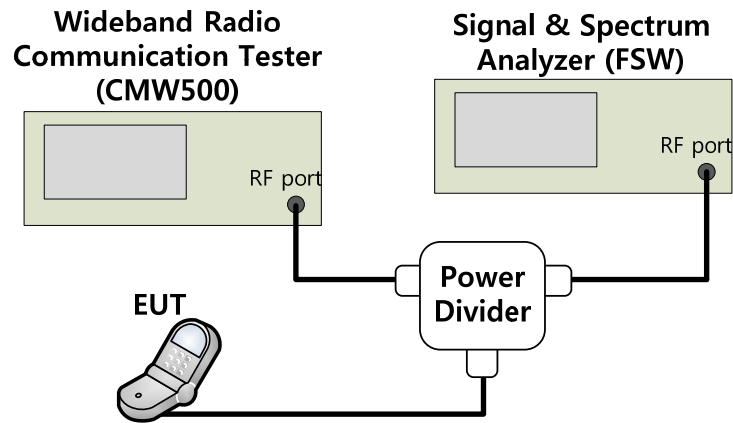 Wideband Radio
Communication Tester
(CMW500)
RF port
Signal & Spectrum
Analyzer (FSW)
RF port
Power
Divider
EUT